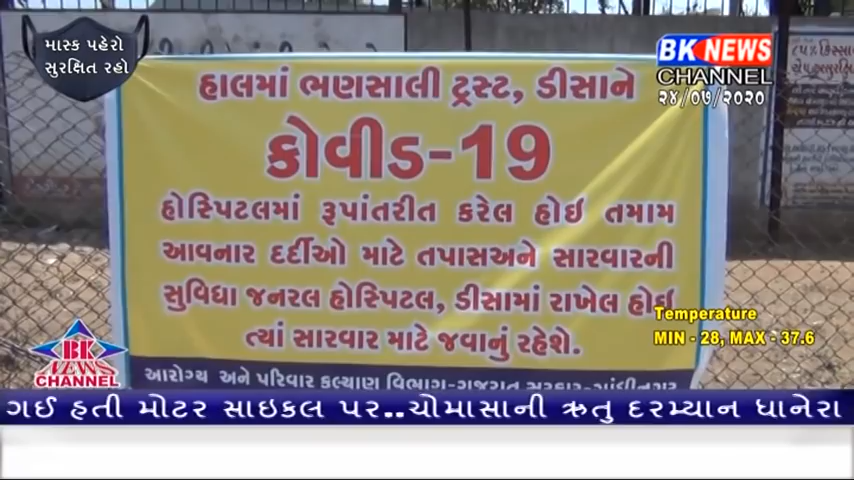 માસ્ક પહેરો
સુરક્ષિત રહો
BK NEWS
CHANNEL
૨૪/૦૭/૨૦૨૦
હાલમાં ભણસાલી ટ્રસ્ટ, ડીસાને
કોવીડ-19
હોસ્પિટલમાં રૂપાંતરીત કરેલ હોઇ તમામ
આવનાર દર્દીઓ માટે તપાસઅને સારવારની
સુવિધા જનરલ હોસ્પિટલ, ડીસામાં રાખેલ હોઇ
ત્યાં સારવાર માટે જવાનું રહેશે.
આરોગ્ય અને પરિવાર કલ્યાણ વિભાગ-ગુજરાત સરકાર-ગાંધીનગર
Temperature
MIN - 28, MAX - 37.6
BK
NEWS
CHANNEL
ગઈ હતી મોટર સાઇકલ પર..ચોમાસાની ઋતુ દરમ્યાન ધાનેરા